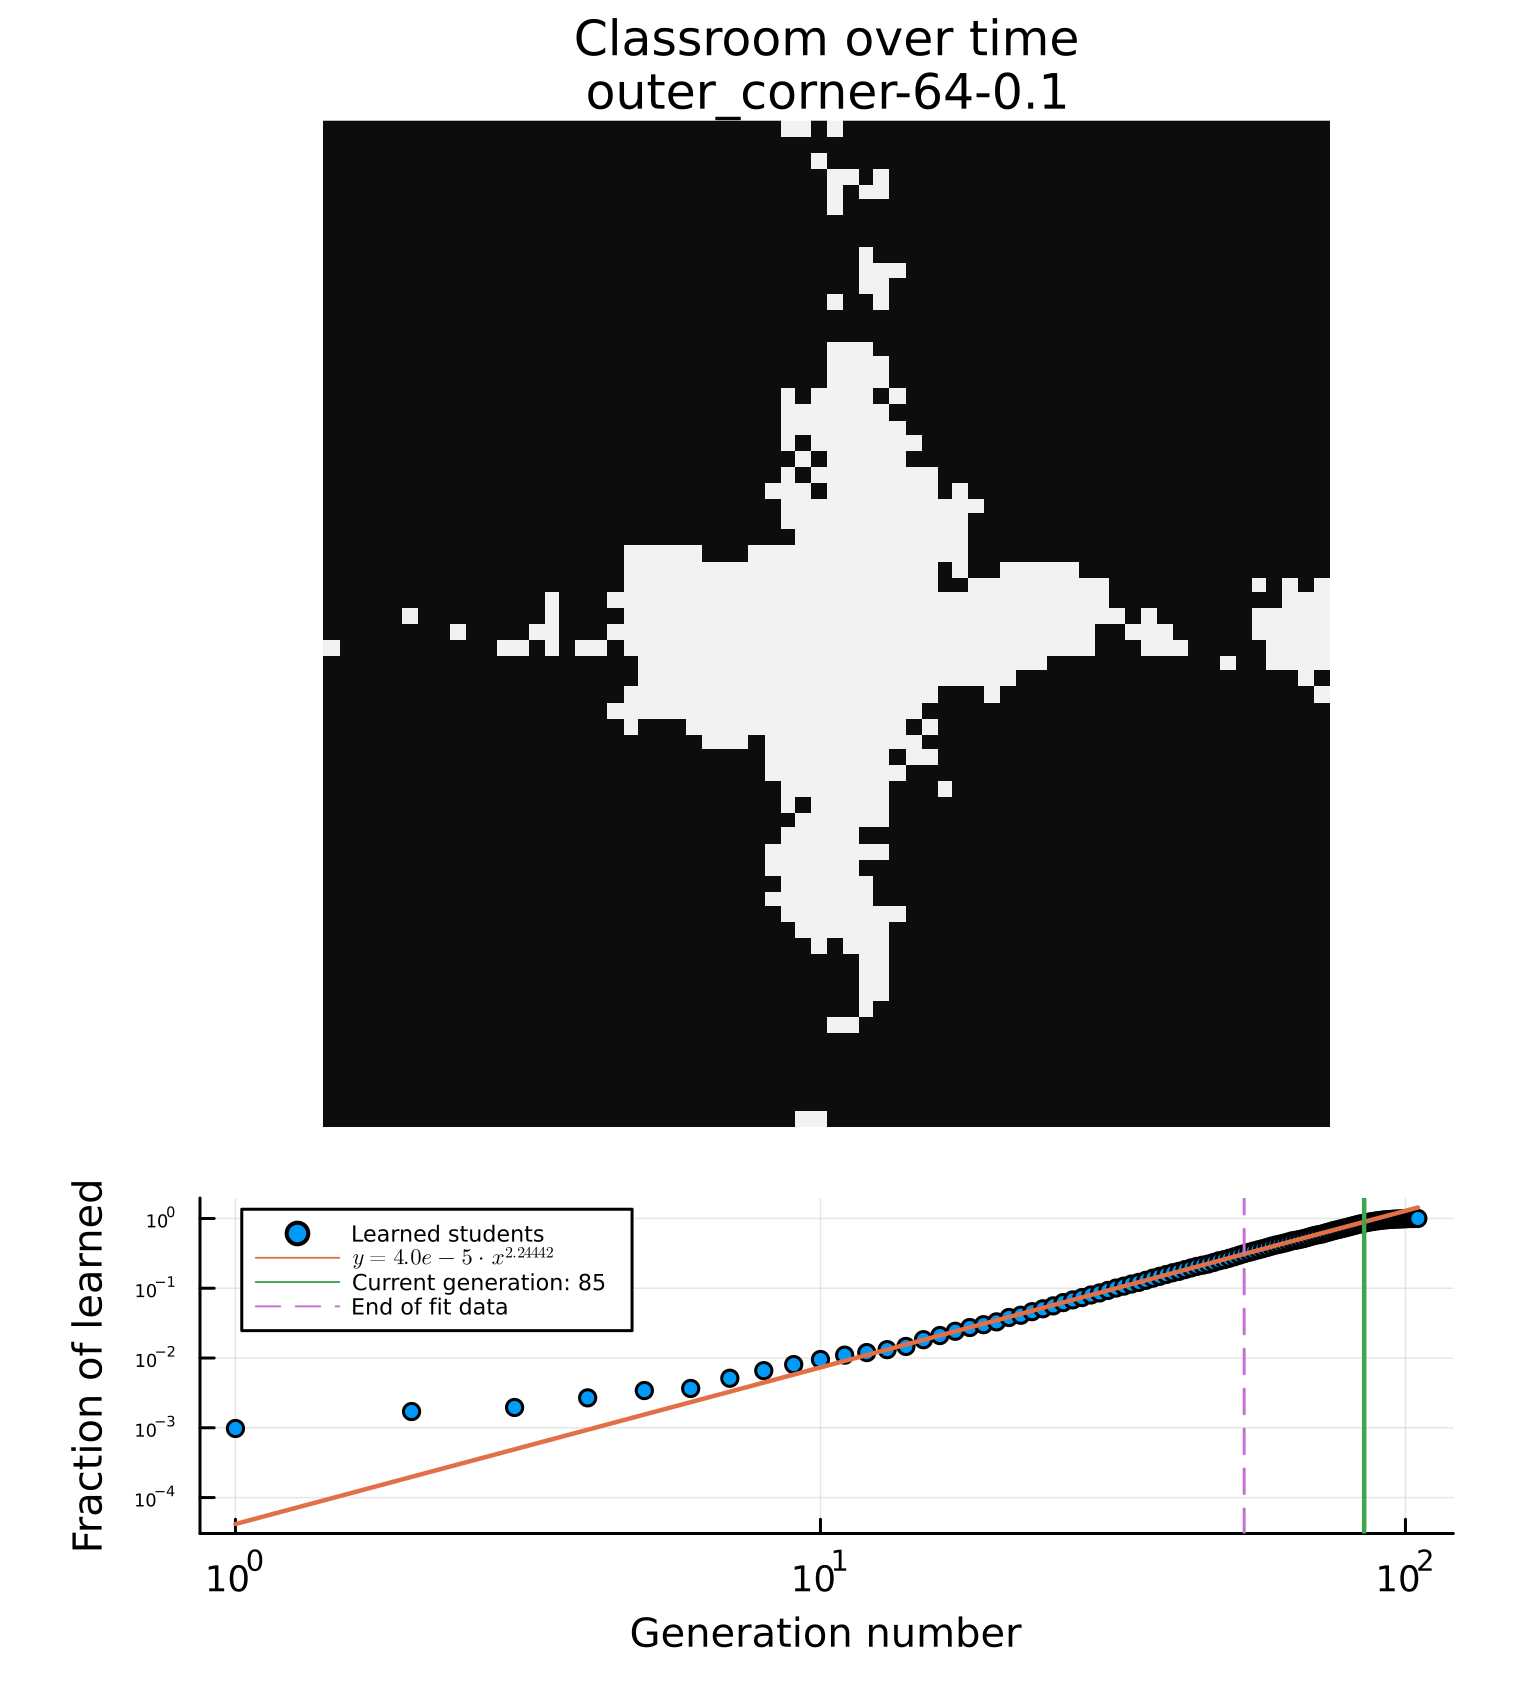 Classroom over time
outer_corner-64-0.1
Fraction of learned
10^0
10^−1
10^−2
10^−3
10^−4
Learned students
y = 4.0e − 5 · x^2.24442
Current generation: 85
End of fit data
10^0 10^1 10^2
Generation number